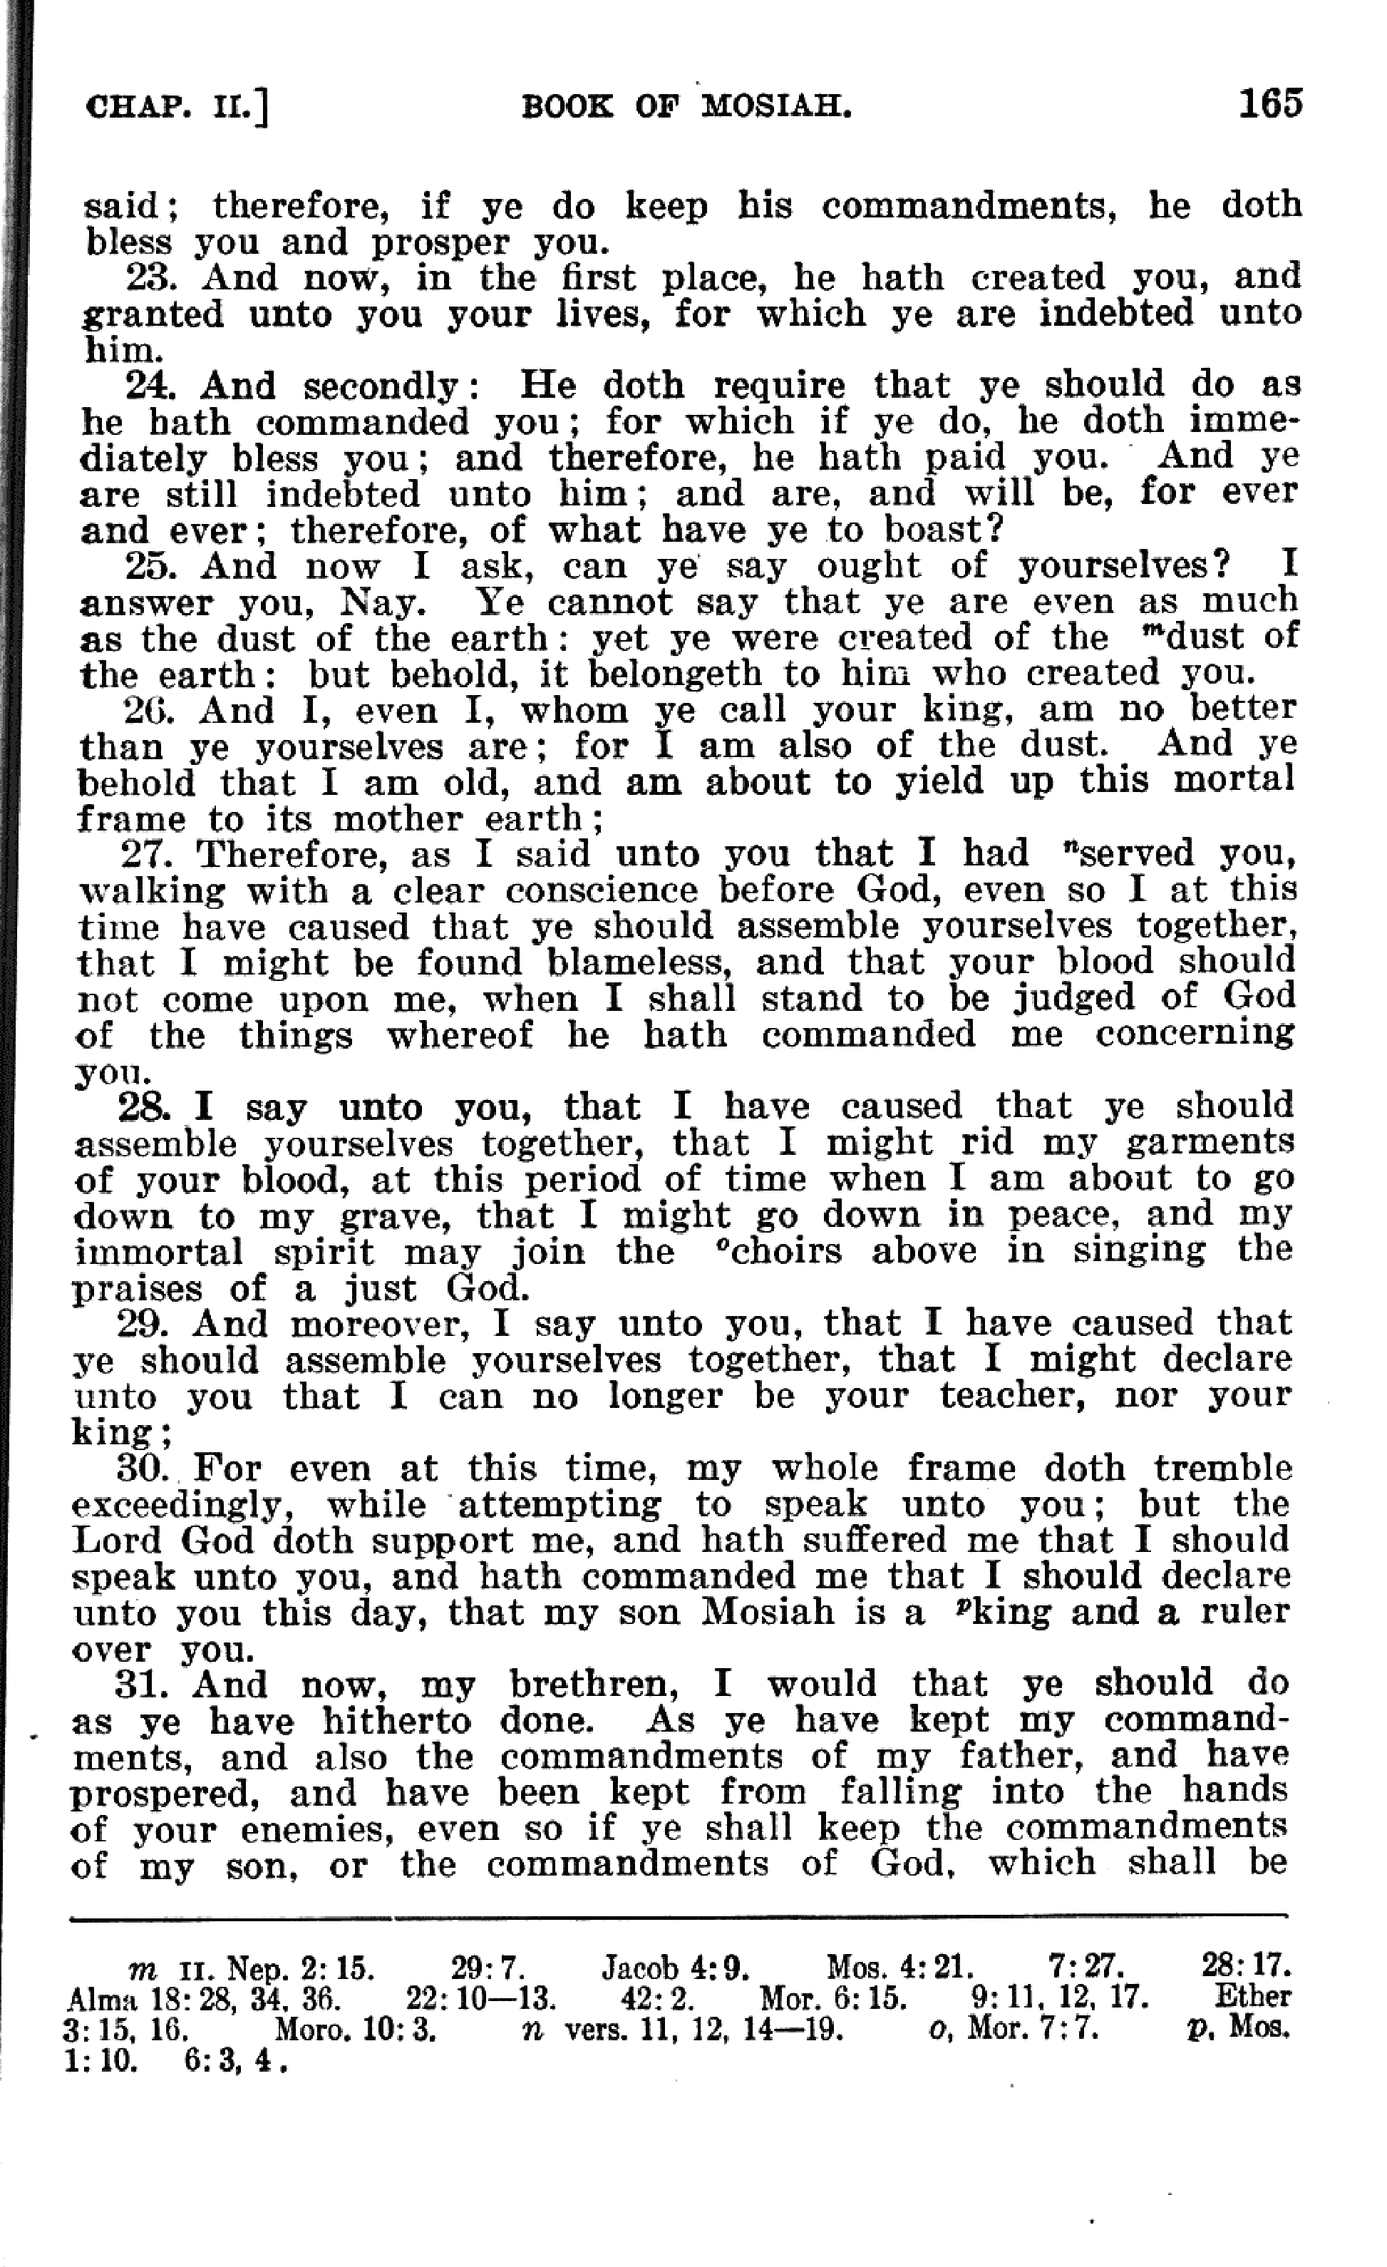 CHAP. II.] BOOK OF MOSIAH. 165
said; therefore, if ye do keep his commandments, he doth
bless you and prosper you.
23. And now, in the first place, he hath created you, and
granted unto you your lives, for which ye are indebted unto
him.
24. And secondly: He doth require that ye should do as
he hath commanded you; for which if ye do, he doth imme-
diately bless you; and therefore, he hath paid you. And ye
are still indebted unto him; and are, and will be, for ever
and ever; therefore, of what have ye to boast?
25. And now I ask, can ye say ought of yourselves? I
answer you, Nay. Ye cannot say that ye are even as much
as the dust of the earth: yet ye were created of the ᵐdust of
the earth: but behold, it belongeth to him who created you.
26. And I, even I, whom ye call your king, am no better
than ye yourselves are; for I am also of the dust. And ye
behold that I am old, and am about to yield up this mortal
frame to its mother earth;
27. Therefore, as I said unto you that I had ⁿserved you,
walking with a clear conscience before God, even so I at this
time have caused that ye should assemble yourselves together,
that I might be found blameless, and that your blood should
not come upon me, when I shall stand to be judged of God
of the things whereof he hath commanded me concerning
you.
28. I say unto you, that I have caused that ye should
assemble yourselves together, that I might rid my garments
of your blood, at this period of time when I am about to go
down to my grave, that I might go down in peace, and my
immortal spirit may join the ᵒchoirs above in singing the
praises of a just God.
29. And moreover, I say unto you, that I have caused that
ye should assemble yourselves together, that I might declare
unto you that I can no longer be your teacher, nor your
king;
30. For even at this time, my whole frame doth tremble
exceedingly, while attempting to speak unto you; but the
Lord God doth support me, and hath suffered me that I should
speak unto you, and hath commanded me that I should declare
unto you this day, that my son Mosiah is a ᵖking and a ruler
over you.
31. And now, my brethren, I would that ye should do
as ye have hitherto done. As ye have kept my command-
ments, and also the commandments of my father, and have
prospered, and have been kept from falling into the hands
of your enemies, even so if ye shall keep the commandments
of my son, or the commandments of God, which shall be
m II. Nep. 2:15. 29:7. Jacob 4:9. Mos. 4:21. 7:27. 28:17.
Alma 18:28, 34, 36. 22:10—13. 42:2. Mor. 6:15. 9:11, 12, 17. Ether
3:15, 16. Moro. 10:3. n vers. 11, 12, 14—19. o, Mor. 7:7. p. Mos.
1:10. 6:3, 4.